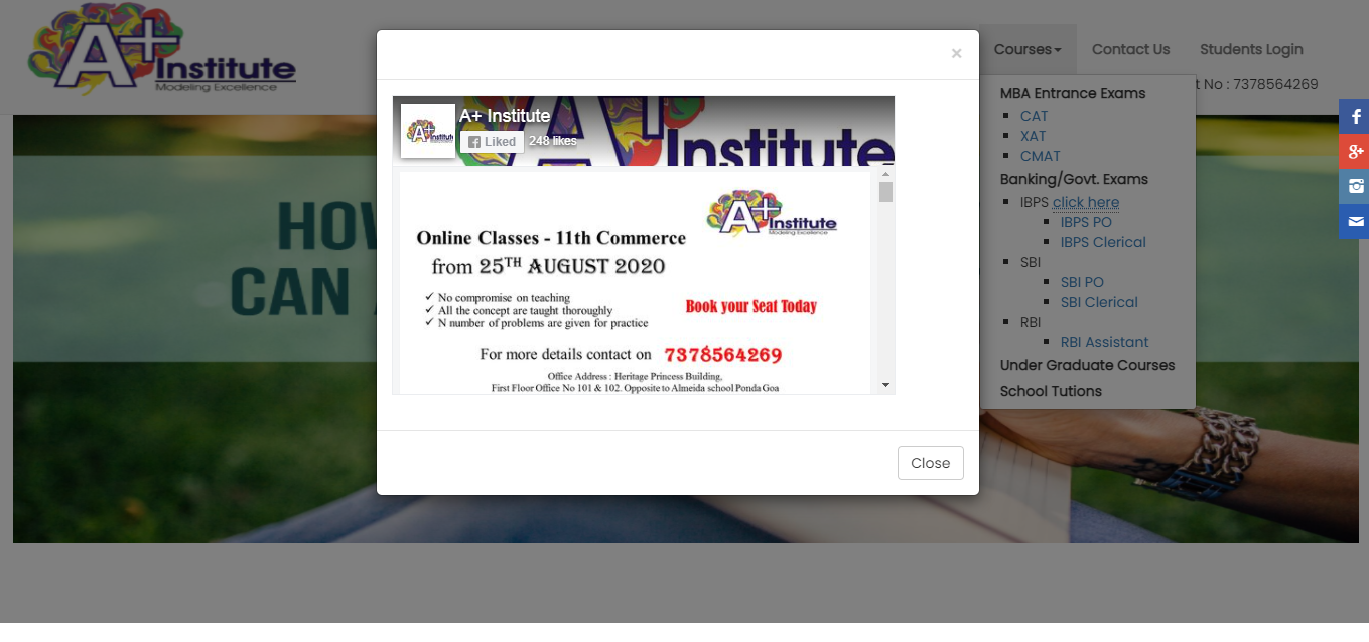 A+ Institute
Modeling Excellence
Courses
Contact Us
Students Login
t No : 7378564269
×
A+ Institute
A+ Institute
Liked
248 likes
Institute
A+ Institute
Modeling Excellence
Online Classes - 11th Commerce
from 25TH AUGUST 2020
✓ No compromise on teaching
✓ All the concept are taught thoroughly
✓ N number of problems are given for practice
Book your Seat Today
For more details contact on 7378564269
Office Address : Heritage Princess Building,
First Floor Office No 101 & 102. Opposite to Almeida school Ponda Goa
Close
HOW
CAN
MBA Entrance Exams
CAT
XAT
CMAT
Banking/Govt. Exams
IBPS click here
IBPS PO
IBPS Clerical
SBI
SBI PO
SBI Clerical
RBI
RBI Assistant
Under Graduate Courses
School Tutions